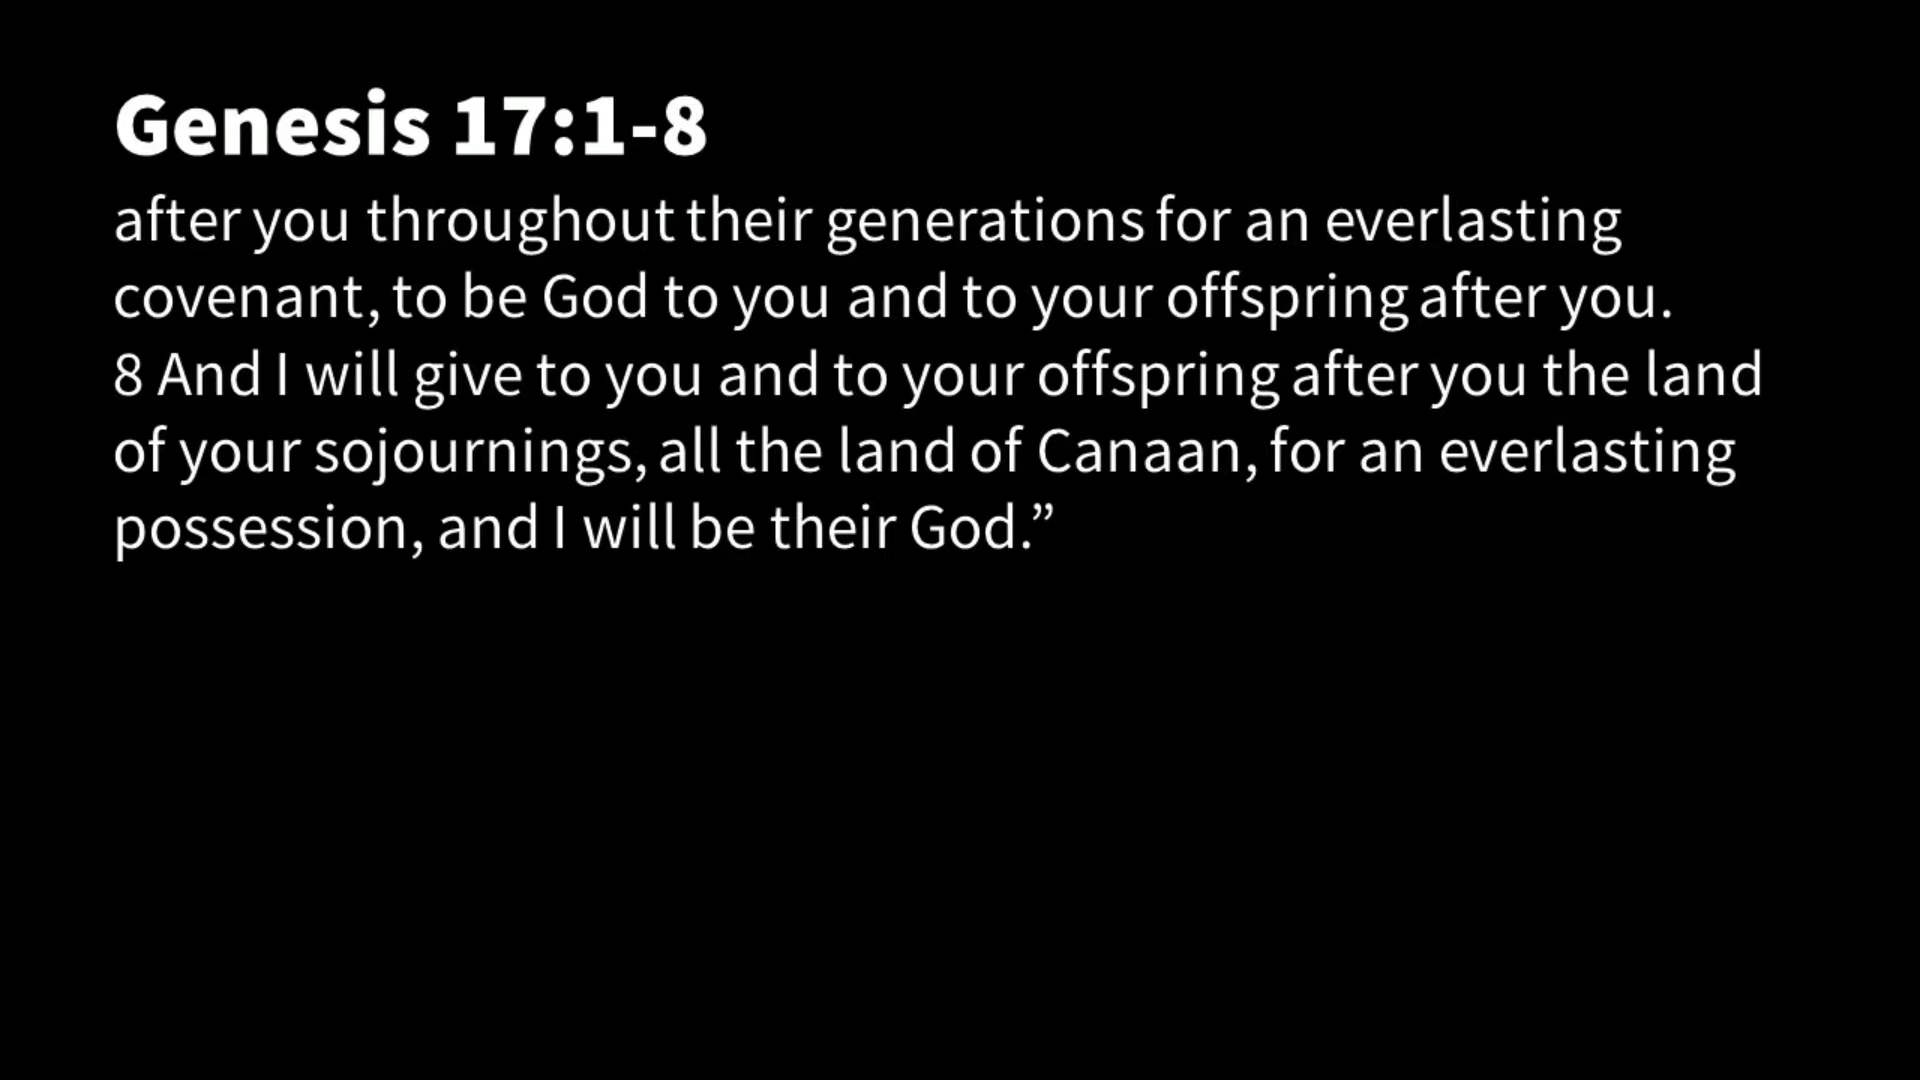 Genesis 17:1-8
after you throughout their generations for an everlasting
covenant, to be God to you and to your offspring after you.
8 And I will give to you and to your offspring after you the land
of your sojournings, all the land of Canaan, for an everlasting
possession, and I will be their God.”